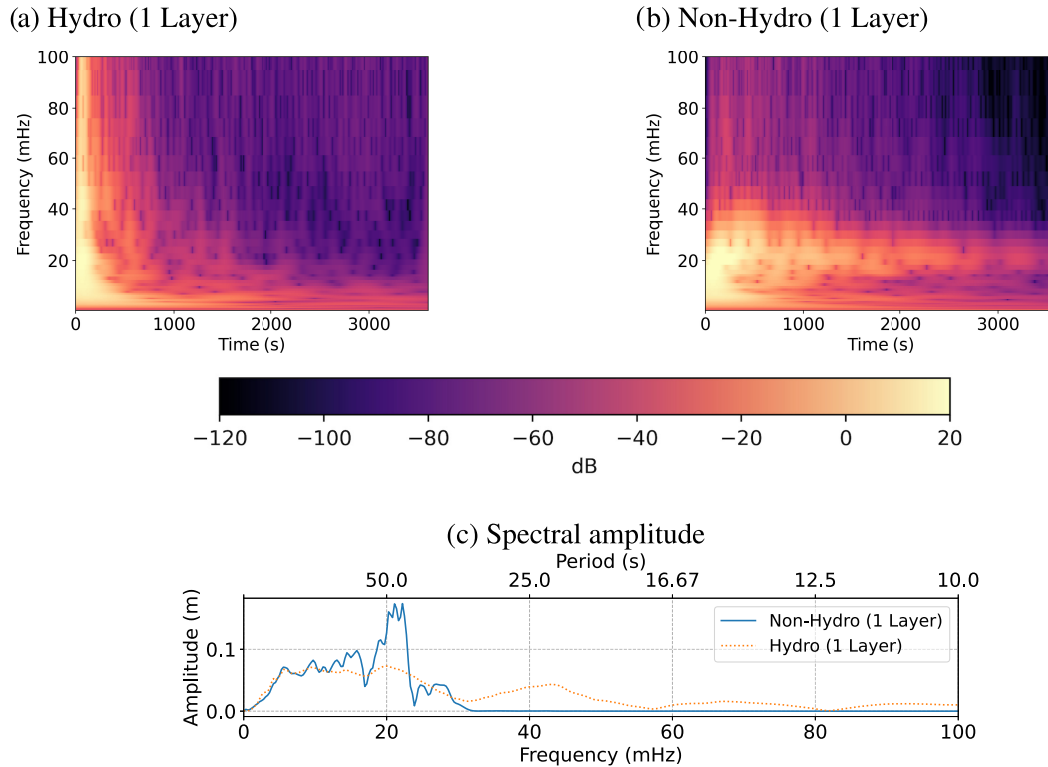 (a) Hydro (1 Layer)
(b) Non-Hydro (1 Layer)
100
80
60
40
20
Frequency (mHz)
0 1000 2000 3000
Time (s)
100
80
60
40
20
Frequency (mHz)
0 1000 2000 3000
Time (s)
−120 −100 −80 −60 −40 −20 0 20
dB
(c) Spectral amplitude
Period (s)
50.0 25.0 16.67 12.5 10.0
Amplitude (m)
0.1
0.0
Non-Hydro (1 Layer)
Hydro (1 Layer)
0 20 40 60 80 100
Frequency (mHz)